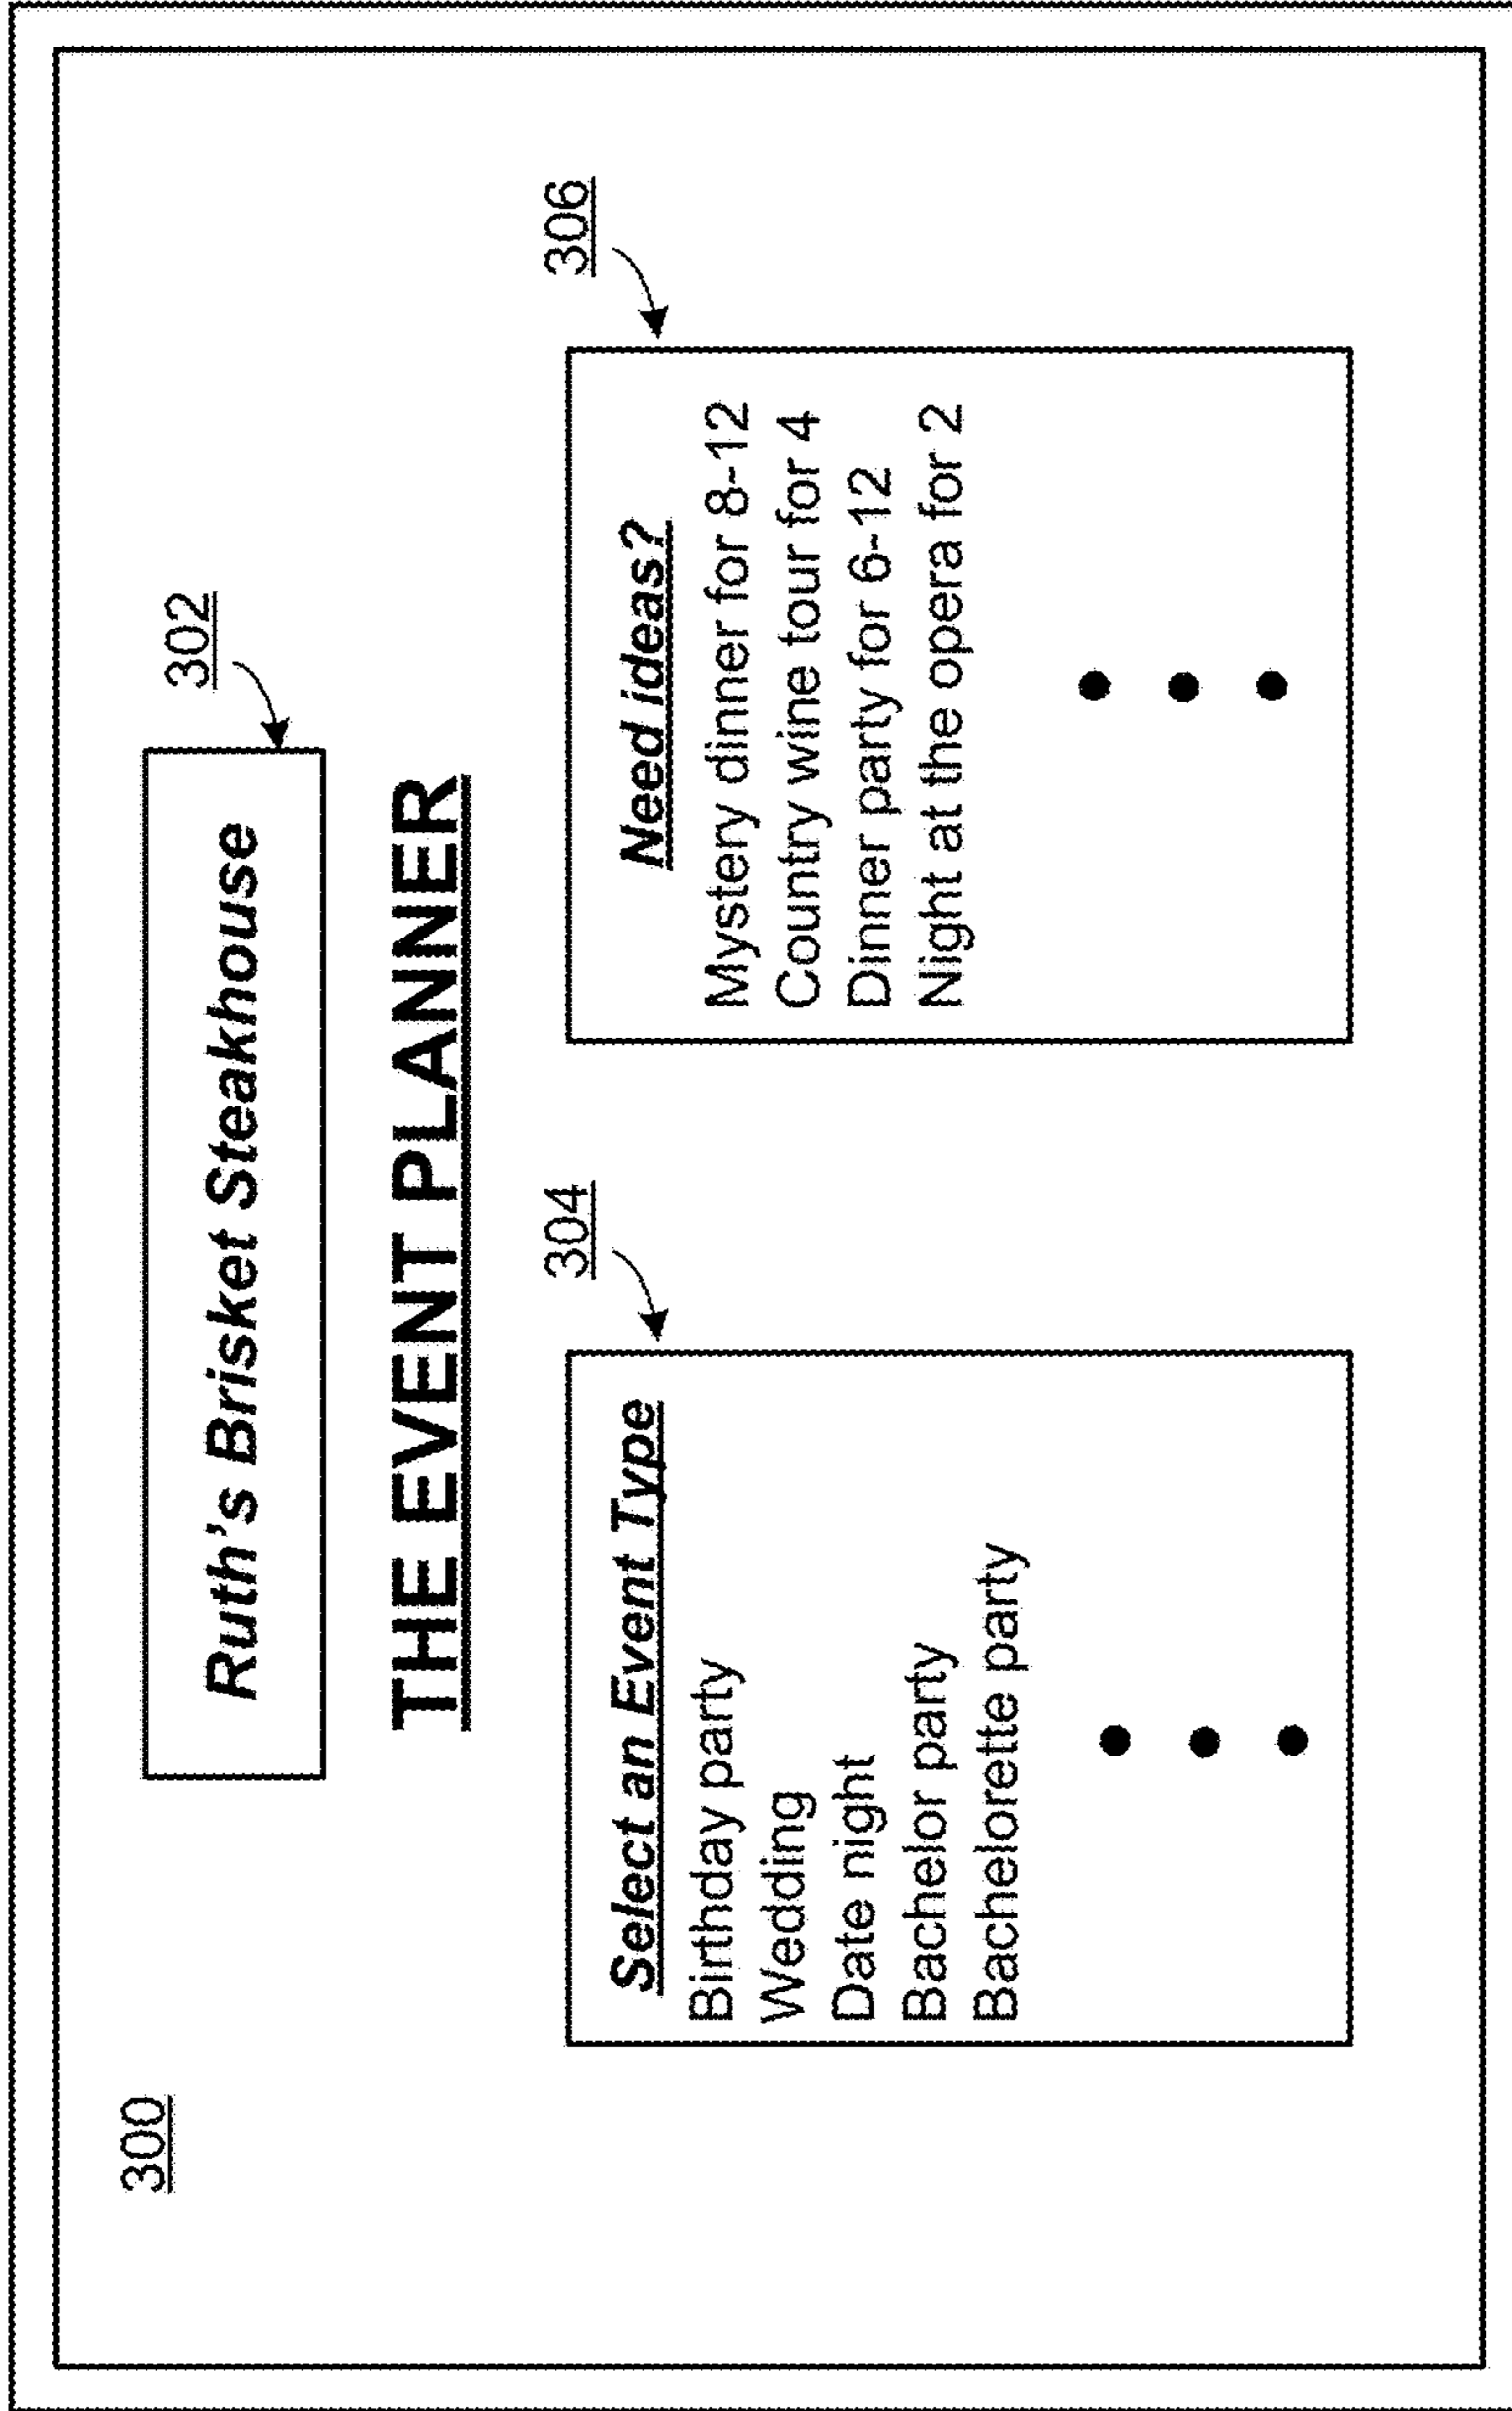 300
302
Ruth's Brisket Steakhouse
THE EVENT PLANNER
304
Select an Event Type
Birthday party
Wedding
Date night
Bachelor party
Bachelorette party
306
Need ideas?
Mystery dinner for 8-12
Country wine tour for 4
Dinner party for 6-12
Night at the opera for 2